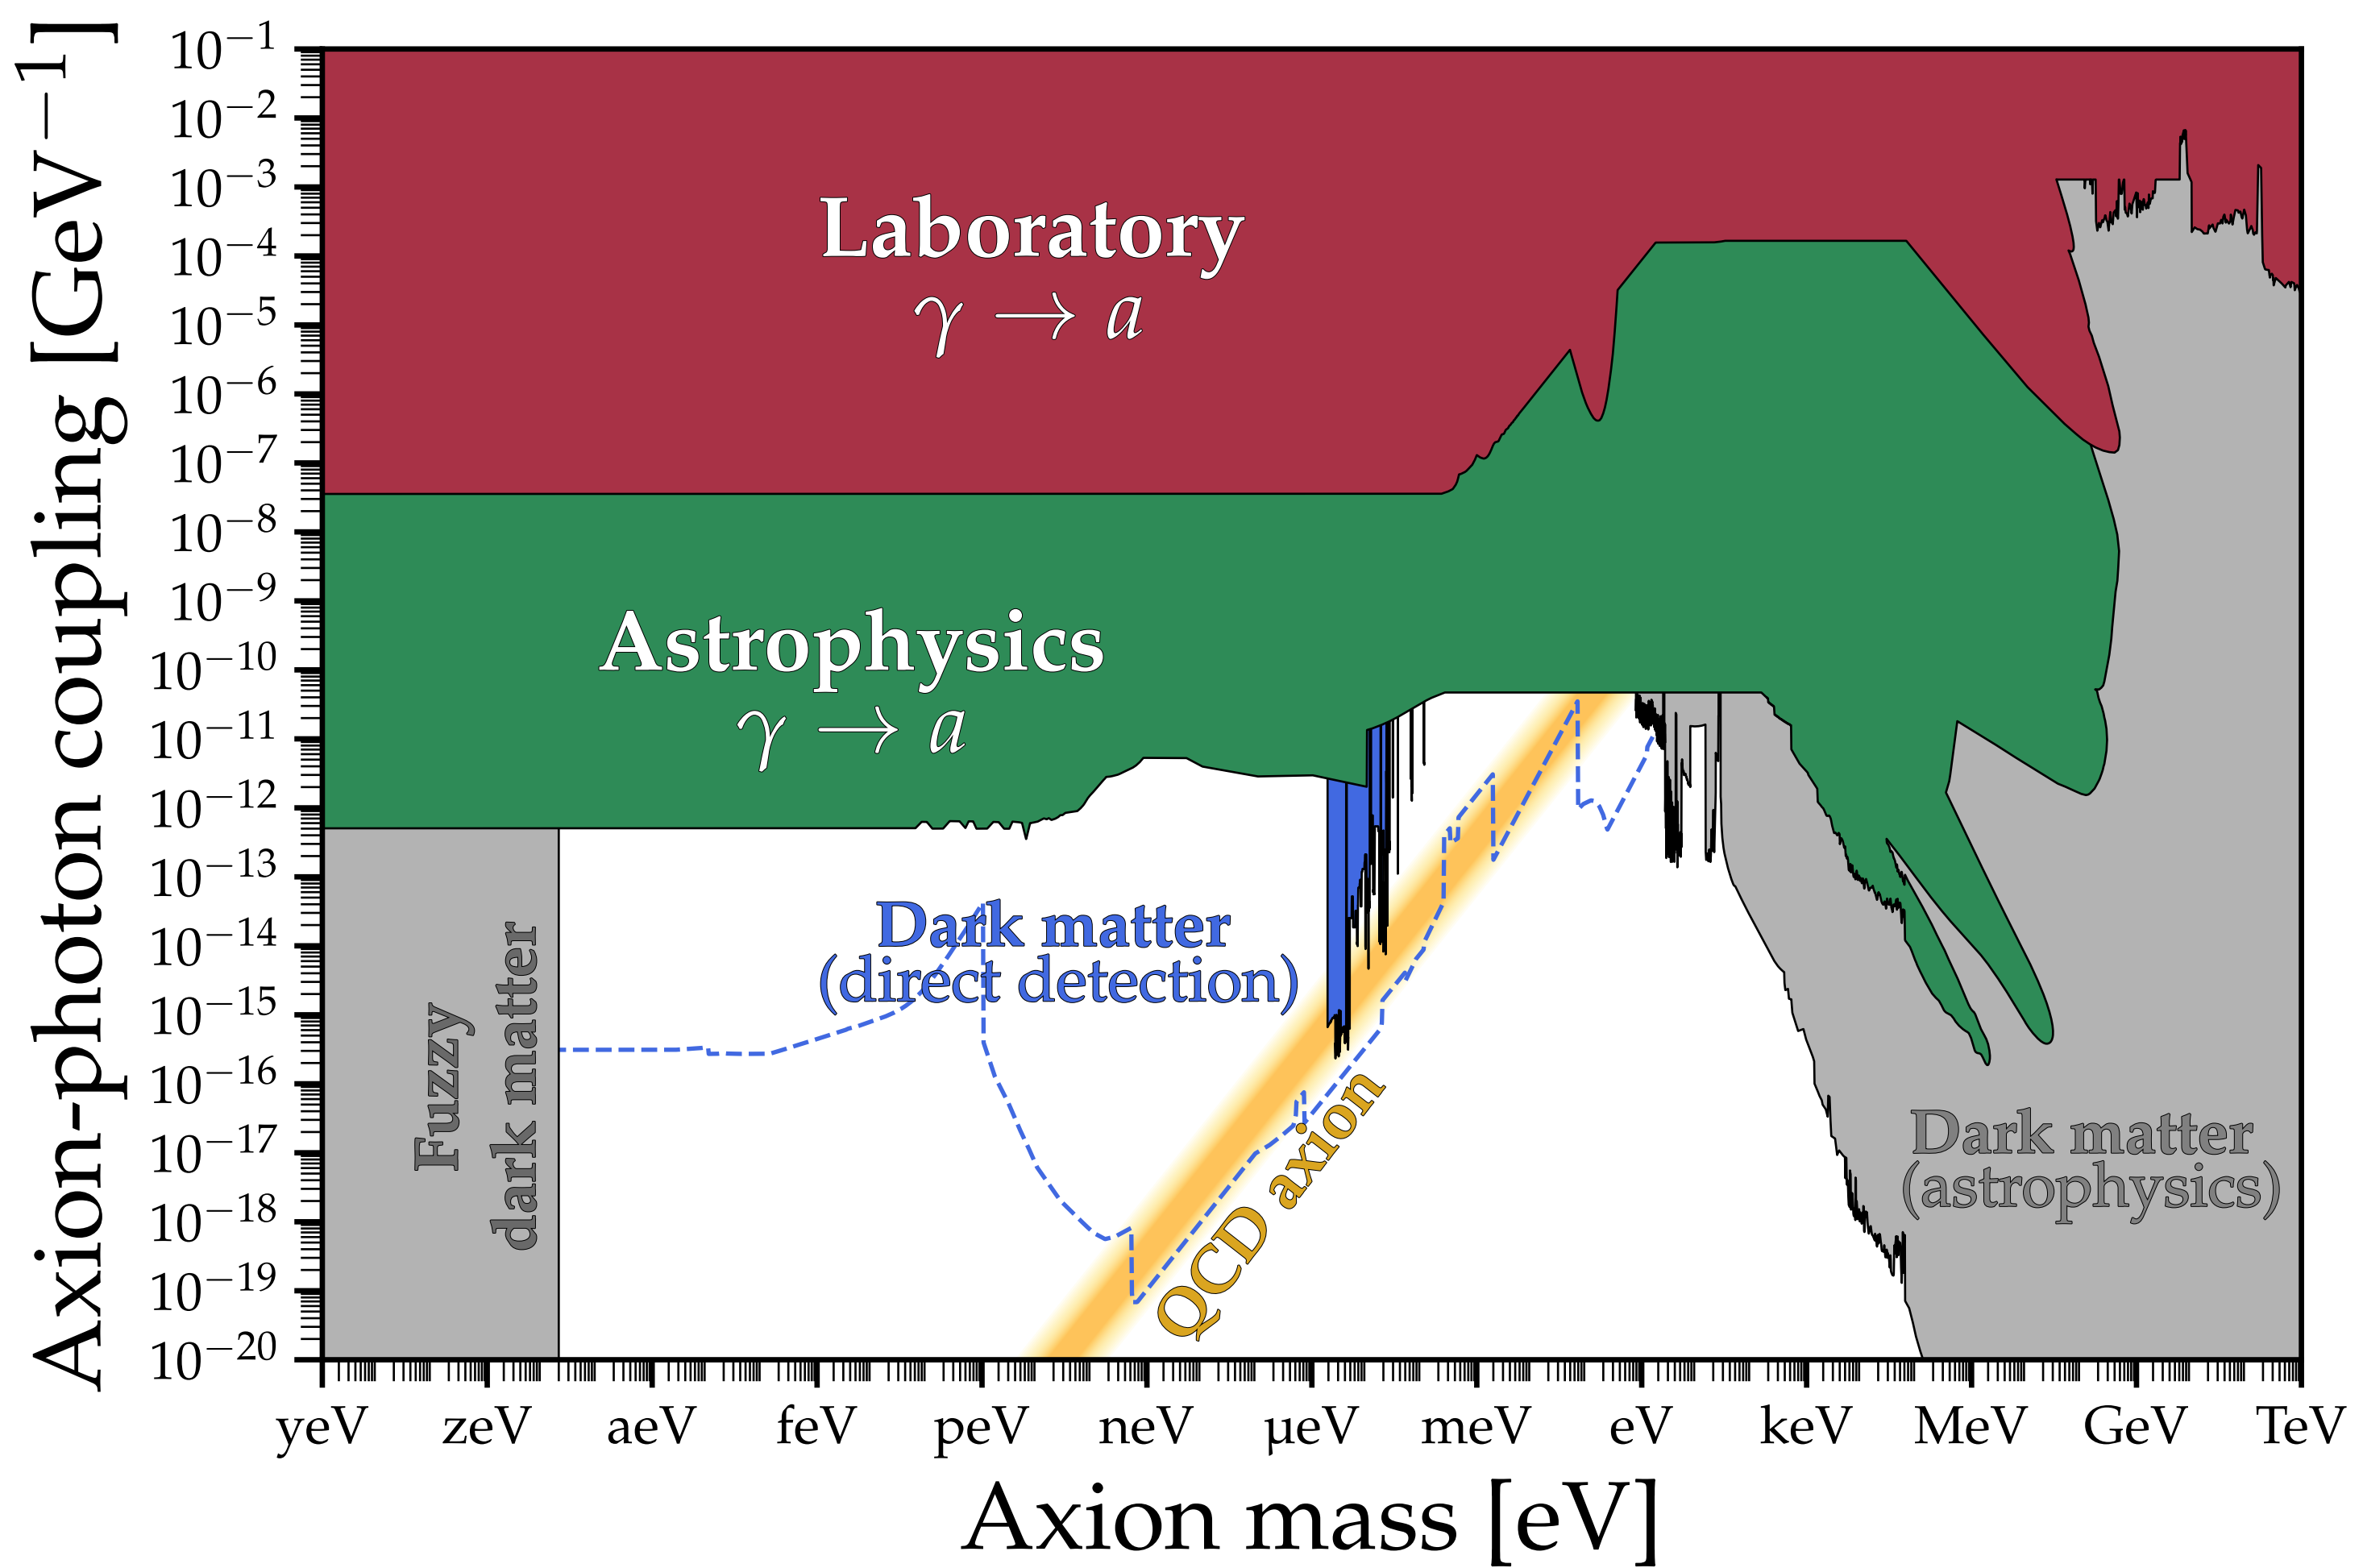 Axion-photon coupling [GeV⁻¹]
10⁻¹
10⁻²
10⁻³
10⁻⁴
10⁻⁵
10⁻⁶
10⁻⁷
10⁻⁸
10⁻⁹
10⁻¹⁰
10⁻¹¹
10⁻¹²
10⁻¹³
10⁻¹⁴
10⁻¹⁵
10⁻¹⁶
10⁻¹⁷
10⁻¹⁸
10⁻¹⁹
10⁻²⁰
Laboratory
γ → a
Astrophysics
γ → a
Fuzzy
dark matter
Dark matter
(direct detection)
QCD axion
Dark matter
(astrophysics)
yeV zeV aeV feV peV neV μeV meV eV keV MeV GeV TeV
Axion mass [eV]